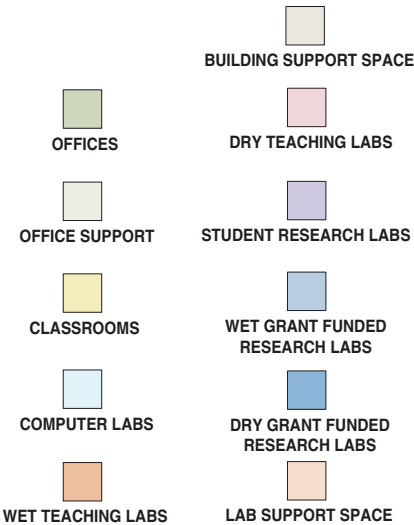 BUILDING SUPPORT SPACE
OFFICES
DRY TEACHING LABS
OFFICE SUPPORT
STUDENT RESEARCH LABS
CLASSROOMS
WET GRANT FUNDED
RESEARCH LABS
COMPUTER LABS
DRY GRANT FUNDED
RESEARCH LABS
WET TEACHING LABS
LAB SUPPORT SPACE